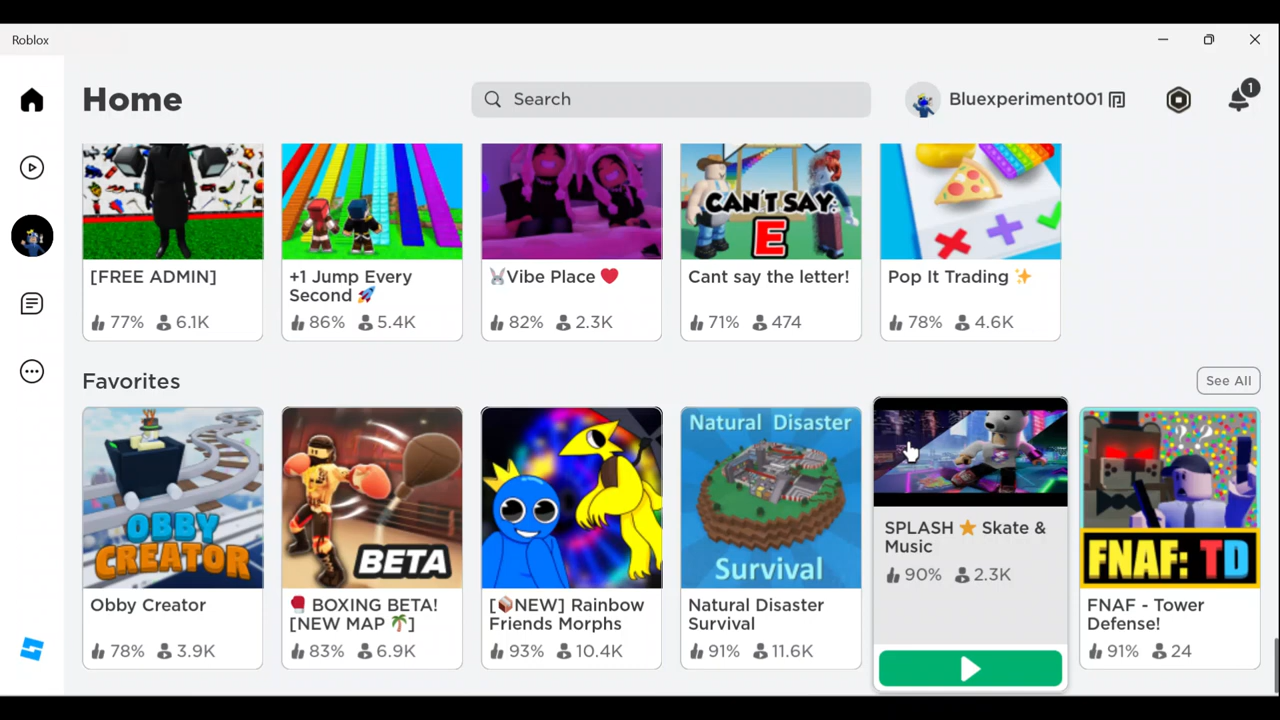 Roblox
Home
Search
Bluexperiment001
1
CAN'T SAY:
E
[FREE ADMIN]
77% 6.1K
+1 Jump Every
Second 🚀
86% 5.4K
🐰Vibe Place ❤️
82% 2.3K
Cant say the letter!
71% 474
Pop It Trading ✨
78% 4.6K
Favorites
See All
OBBY
CREATOR
Obby Creator
78% 3.9K
BETA
🥊 BOXING BETA!
[NEW MAP 🌴]
83% 6.9K
[📦NEW] Rainbow
Friends Morphs
93% 10.4K
Natural Disaster
Survival
Natural Disaster
Survival
91% 11.6K
SPLASH ⭐ Skate &
Music
90% 2.3K
FNAF: TD
FNAF - Tower
Defense!
91% 24